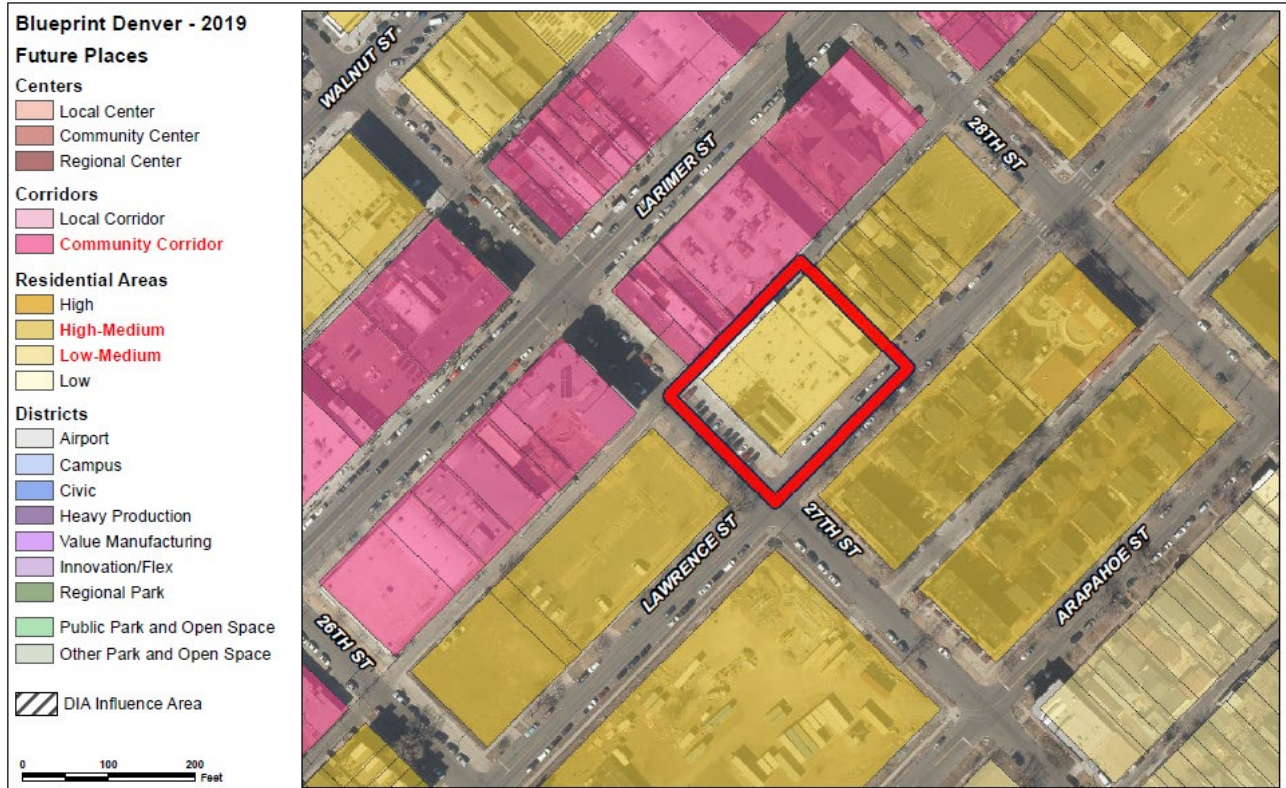 Blueprint Denver - 2019
Future Places
Centers
Local Center
Community Center
Regional Center
Corridors
Local Corridor
Community Corridor
Residential Areas
High
High-Medium
Low-Medium
Low
Districts
Airport
Campus
Civic
Heavy Production
Value Manufacturing
Innovation/Flex
Regional Park
Public Park and Open Space
Other Park and Open Space
DIA Influence Area
0 100 200
Feet
WALNUT ST
LARIMER ST
28TH ST
LAWRENCE ST
27TH ST
ARAPAHOE ST
26TH ST